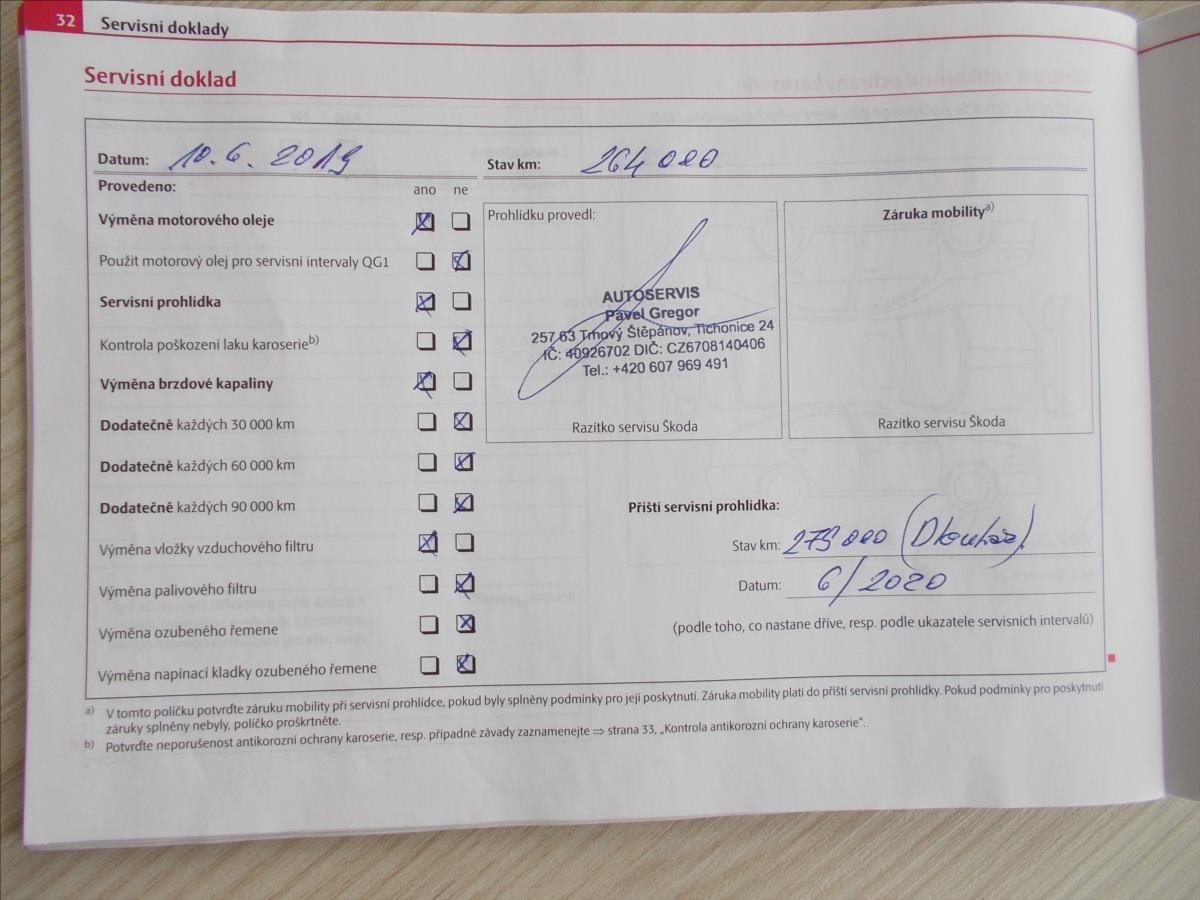 32 Servisní doklady
Servisní doklad
Datum: 10. 6. 2019 Stav km: 264 000
Provedeno: ano ne
Výměna motorového oleje
Použit motorový olej pro servisní intervaly QG1
Servisní prohlídka
Kontrola poškození laku karoserieb)
Výměna brzdové kapaliny
Dodatečně každých 30 000 km
Dodatečně každých 60 000 km
Dodatečně každých 90 000 km
Výměna vložky vzduchového filtru
Výměna palivového filtru
Výměna ozubeného řemene
Výměna napínací kladky ozubeného řemene
Prohlídku provedl:
AUTOSERVIS
Pavel Gregor
257 63 Trhový Štěpánov, Tichonice 24
IČ: 40926702 DIČ: CZ6708140406
Tel.: +420 607 969 491
Razítko servisu Škoda
Záruka mobilitya)
Razítko servisu Škoda
Příští servisní prohlídka:
Stav km: 279 000
Datum: 6/2020
(podle toho, co nastane dříve, resp. podle ukazatele servisních intervalů)
a) V tomto políčku potvrďte záruku mobility při servisní prohlídce, pokud byly splněny podmínky pro její poskytnutí. Záruka mobility platí do příští servisní prohlídky. Pokud podmínky pro poskytnutí
záruky splněny nebyly, políčko proškrtněte.
b) Potvrďte neporušenost antikorozní ochrany karoserie, resp. případné závady zaznamenejte ⇒ strana 33, „Kontrola antikorozní ochrany karoserie“.